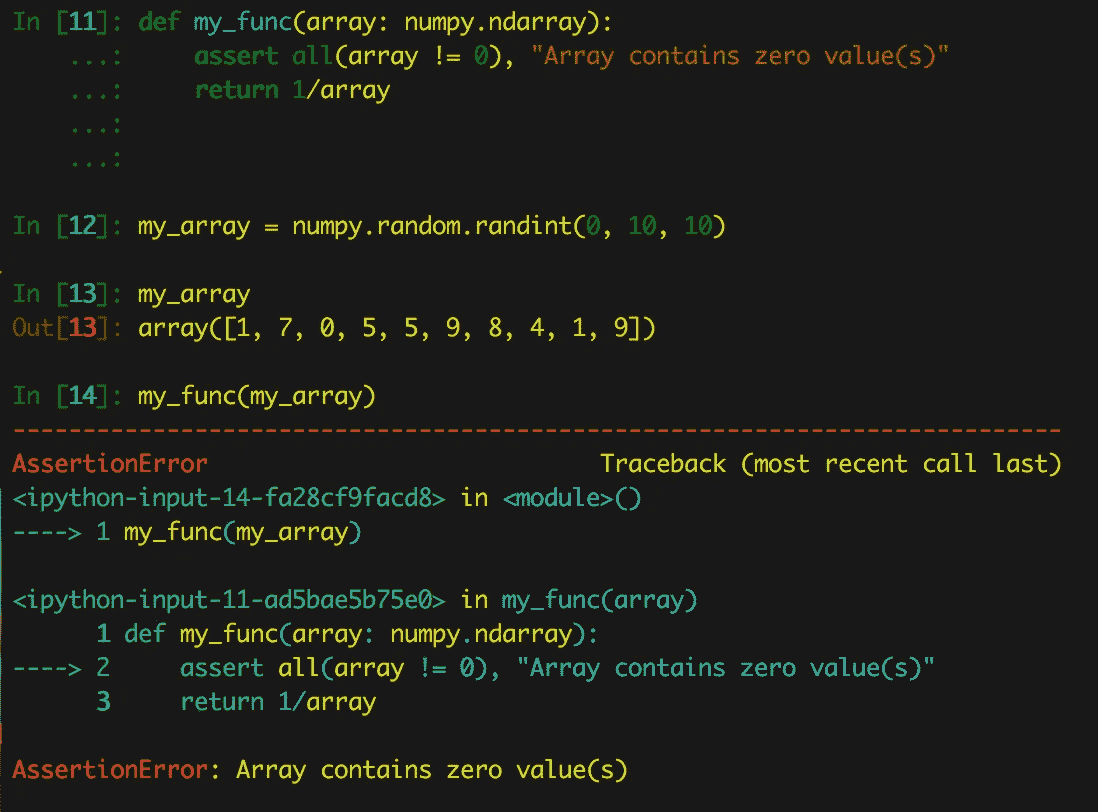 In [11]: def my_func(array: numpy.ndarray):
    ...:     assert all(array != 0), "Array contains zero value(s)"
    ...:     return 1/array
    ...:
    ...:
In [12]: my_array = numpy.random.randint(0, 10, 10)
In [13]: my_array
Out[13]: array([1, 7, 0, 5, 5, 9, 8, 4, 1, 9])
In [14]: my_func(my_array)
---------------------------------------------------------------------------
AssertionError                            Traceback (most recent call last)
<ipython-input-14-fa28cf9facd8> in <module>()
----> 1 my_func(my_array)
<ipython-input-11-ad5bae5b75e0> in my_func(array)
      1 def my_func(array: numpy.ndarray):
----> 2     assert all(array != 0), "Array contains zero value(s)"
      3     return 1/array
AssertionError: Array contains zero value(s)